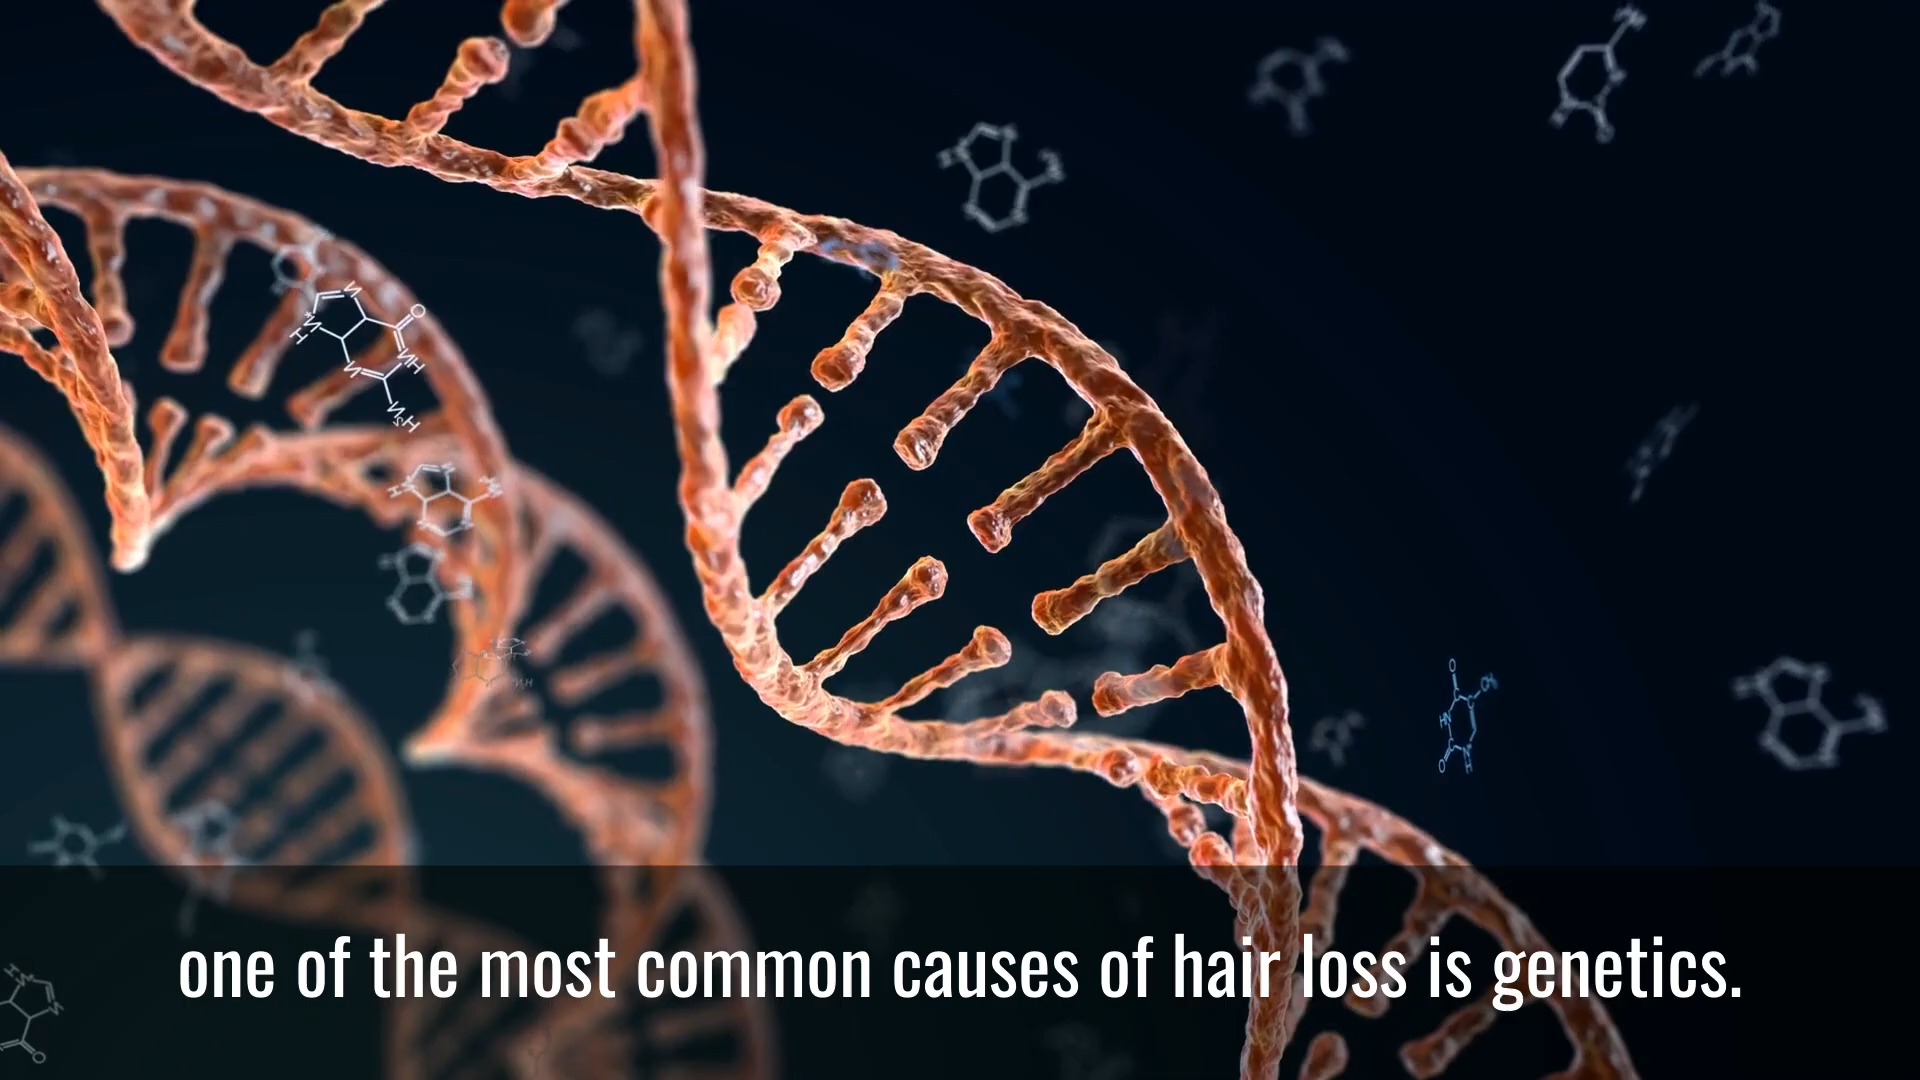 one of the most common causes of hair loss is genetics.